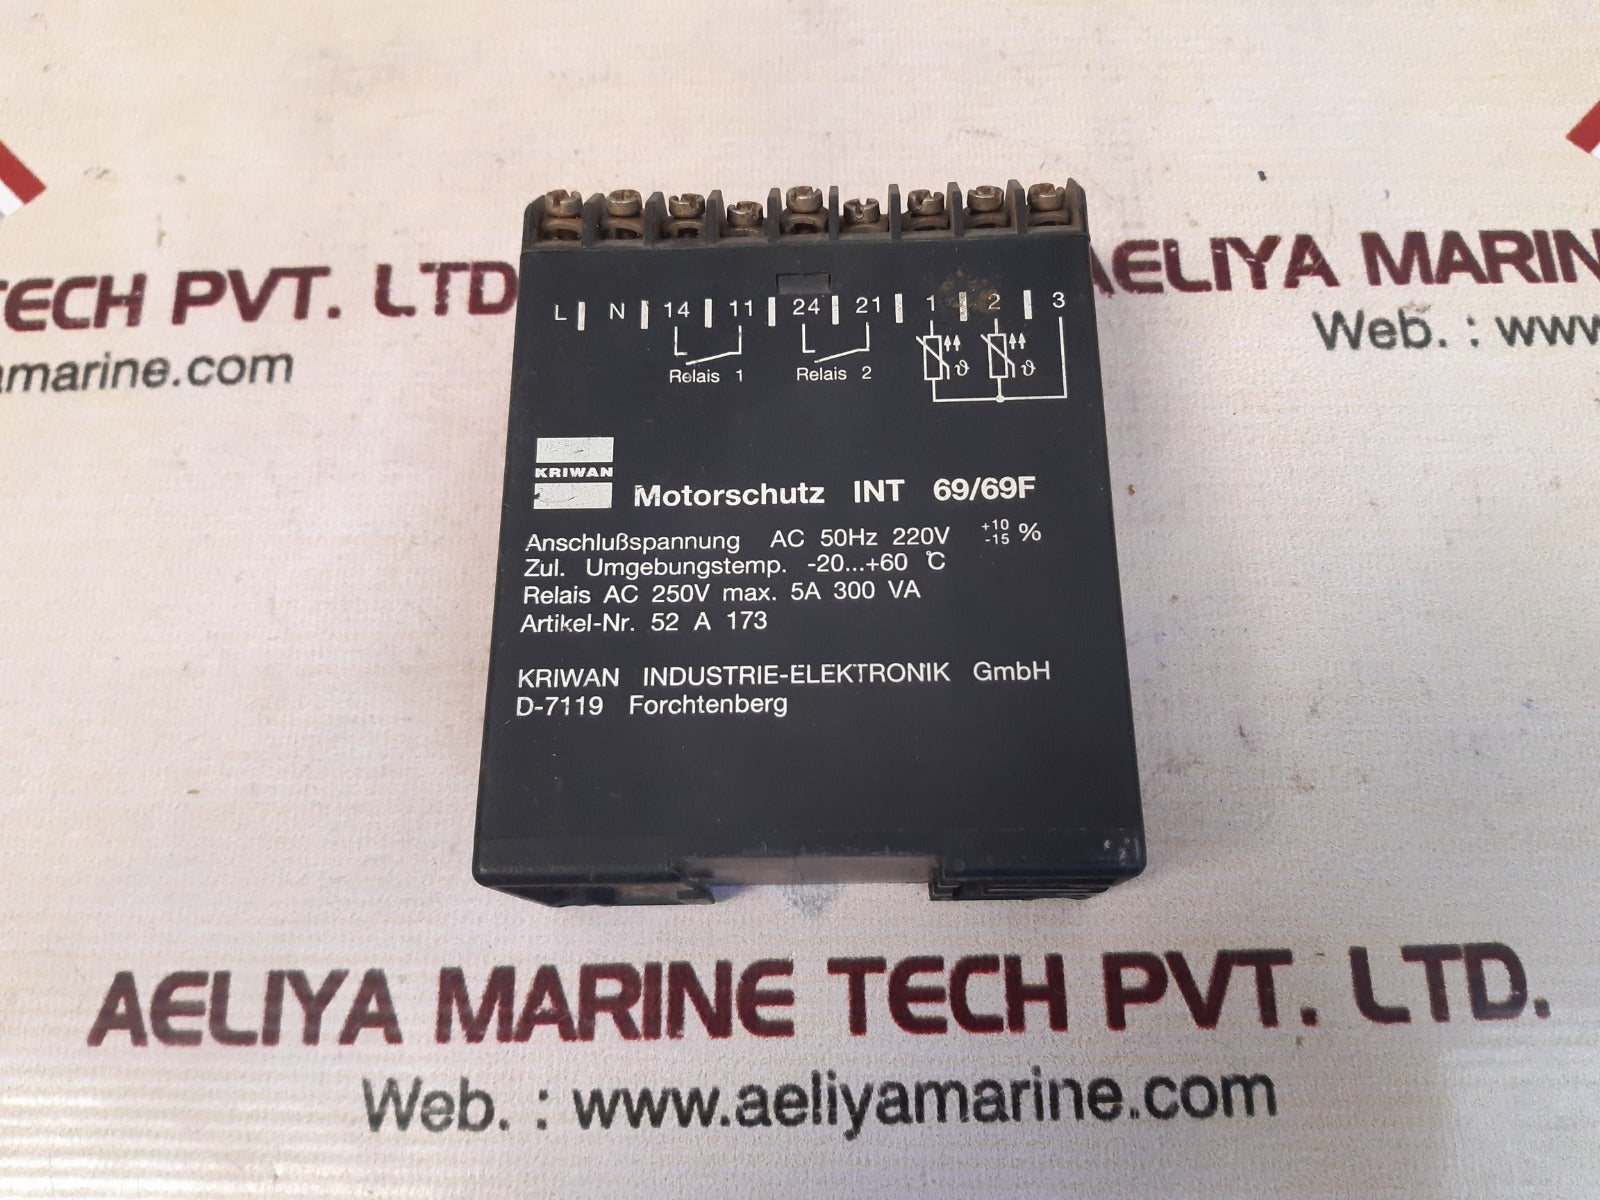 TECH PVT. LTD
amarine.com
AELIYA MARIN
Web. : www
L N 14 11 24 21 1 2 3
Relais 1 Relais 2 ϑ ϑ
KRIWAN
Motorschutz INT 69/69F
Anschlußspannung AC 50Hz 220V +10 -15 %
Zul. Umgebungstemp. -20...+60 °C
Relais AC 250V max. 5A 300 VA
Artikel-Nr. 52 A 173
KRIWAN INDUSTRIE-ELEKTRONIK GmbH
D-7119 Forchtenberg
AELIYA MARINE TECH PVT. LTD.
Web. : www.aeliyamarine.com